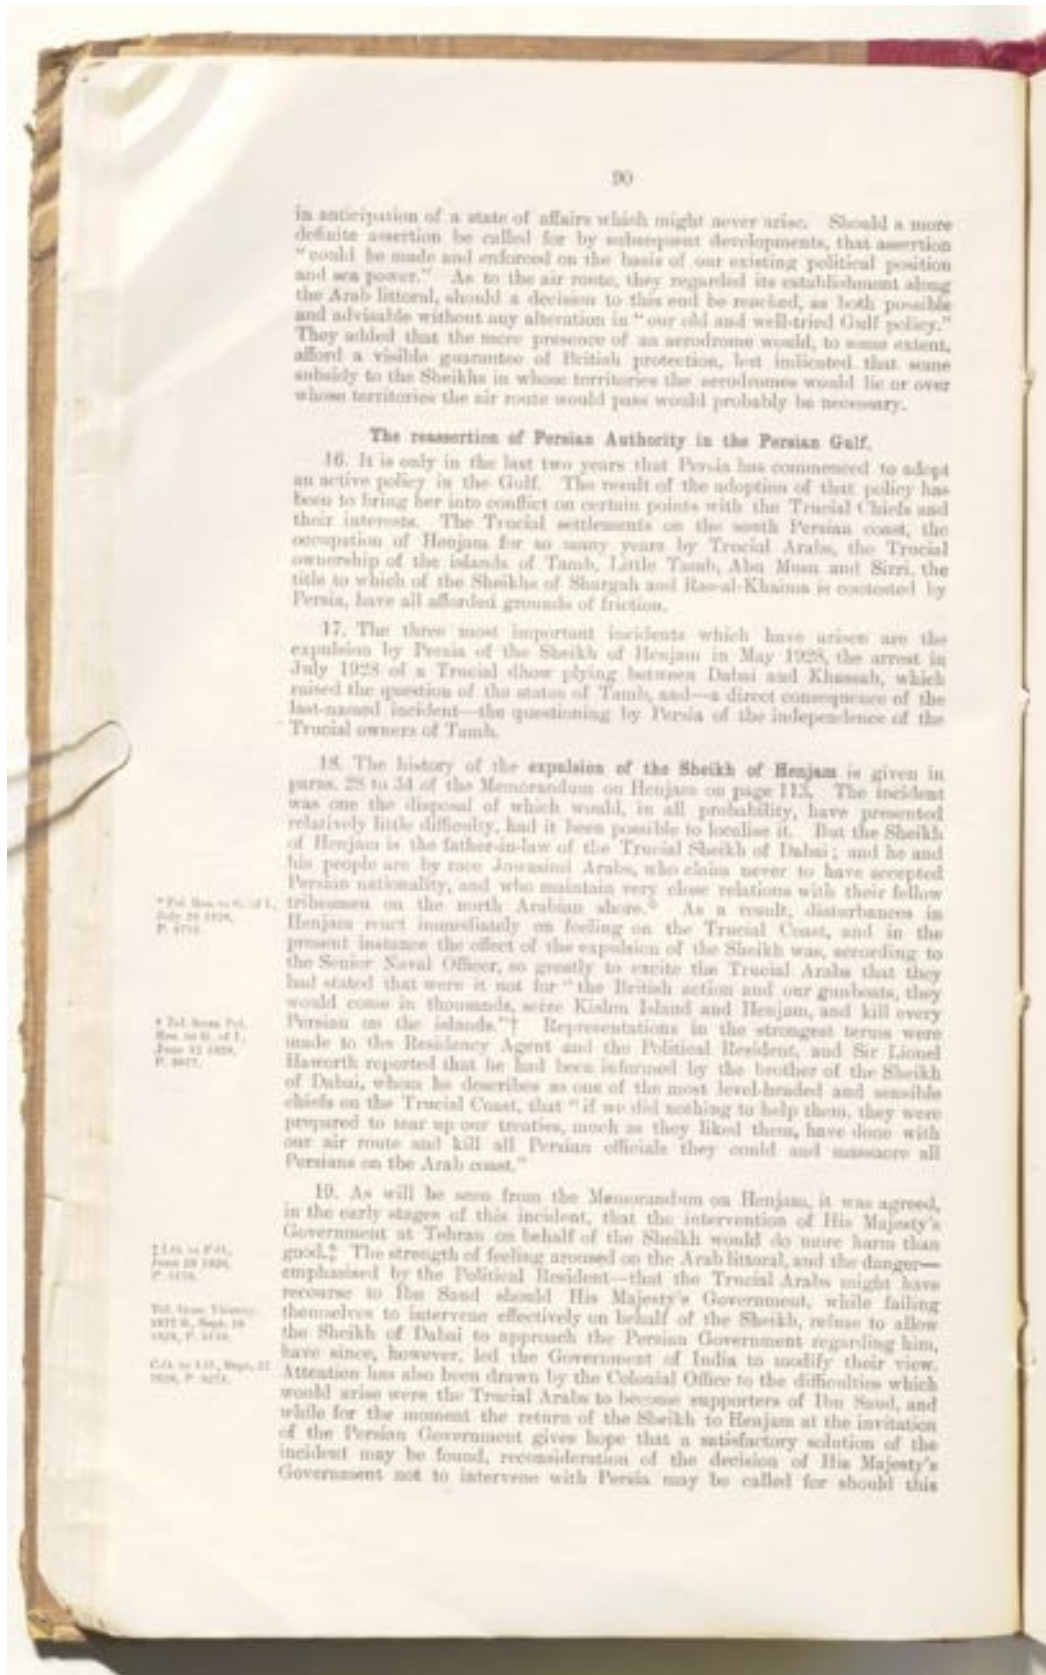 90
in anticipation of a state of affairs which might never arise. Should a more
definite assertion be called for by subsequent developments, that assertion
"could be made and enforced on the basis of our existing political position
and sea power." As to the air route, they regarded its establishment along
the Arab littoral, should a decision to this end be reached, as both possible
and advisable without any alteration in "our old and well-tried Gulf policy."
They added that the mere presence of an aerodrome would, to some extent,
afford a visible guarantee of British protection, but indicated that some
subsidy to the Sheikhs in whose territories the aerodromes would lie or over
whose territories the air route would pass would probably be necessary.
The reassertion of Persian Authority in the Persian Gulf.
16. It is only in the last two years that Persia has commenced to adopt
an active policy in the Gulf. The result of the adoption of that policy has
been to bring her into conflict on certain points with the Trucial Chiefs and
their interests. The Trucial settlements on the south Persian coast, the
occupation of Henjam for so many years by Trucial Arabs, the Trucial
ownership of the islands of Tamb, Little Tamb, Abu Musa and Sirri, the
title to which of the Sheikhs of Shargah and Ras-al-Khaima is contested by
Persia, have all afforded grounds of friction.
17. The three most important incidents which have arisen are the
expulsion by Persia of the Sheikh of Henjam in May 1928, the arrest in
July 1928 of a Trucial dhow plying between Dabai and Khassab, which
raised the question of the status of Tamb, and—a direct consequence of the
last-named incident—the questioning by Persia of the independence of the
Trucial owners of Tamb.
18. The history of the expulsion of the Sheikh of Henjam is given in
paras. 28 to 34 of the Memorandum on Henjam on page 113. The incident
was one the disposal of which would, in all probability, have presented
relatively little difficulty, had it been possible to localise it. But the Sheikh
of Henjam is the father-in-law of the Trucial Sheikh of Dabai; and he and
his people are by race Jowasimi Arabs, who claim never to have accepted
Persian nationality, and who maintain very close relations with their fellow
* Pol. Res. to G. of I.,
July 1928,
P.
tribesmen on the north Arabian shore.* As a result, disturbances in
Henjam react immediately on feeling on the Trucial Coast, and in the
present instance the effect of the expulsion of the Sheikh was, according to
the Senior Naval Officer, so greatly to excite the Trucial Arabs that they
had stated that were it not for "the British action and our gunboats, they
would come in thousands, seize Kishm Island and Henjam, and kill every
† Tel. from Pol.
Res. to G. of I.,
June 12 1928,
P.
Persian on the islands."† Representations in the strongest terms were
made to the Residency Agent and the Political Resident, and Sir Lionel
Haworth reported that he had been informed by the brother of the Sheikh
of Dabai, whom he describes as one of the most level-headed and sensible
chiefs on the Trucial Coast, that "if we did nothing to help them, they were
prepared to tear up our treaties, much as they liked them, have done with
our air route and kill all Persian officials they could and massacre all
Persians on the Arab coast."
19. As will be seen from the Memorandum on Henjam, it was agreed,
in the early stages of this incident, that the intervention of His Majesty's
Government at Tehran on behalf of the Sheikh would do more harm than
‡ I.O. to F.O.,
June 1928,
P.
good.‡ The strength of feeling aroused on the Arab littoral, and the danger—
emphasised by the Political Resident—that the Trucial Arabs might have
recourse to Ibn Saud should His Majesty's Government, while failing
Tel. from Viceroy
Sept.
1928, P.
themselves to intervene effectively on behalf of the Sheikh, refuse to allow
the Sheikh of Dabai to approach the Persian Government regarding him,
have since, however, led the Government of India to modify their view.
C.O. to I.O., Sept.
1928, P.
Attention has also been drawn by the Colonial Office to the difficulties which
would arise were the Trucial Arabs to become supporters of Ibn Saud, and
while for the moment the return of the Sheikh to Henjam at the invitation
of the Persian Government gives hope that a satisfactory solution of the
incident may be found, reconsideration of the decision of His Majesty's
Government not to intervene with Persia may be called for should this